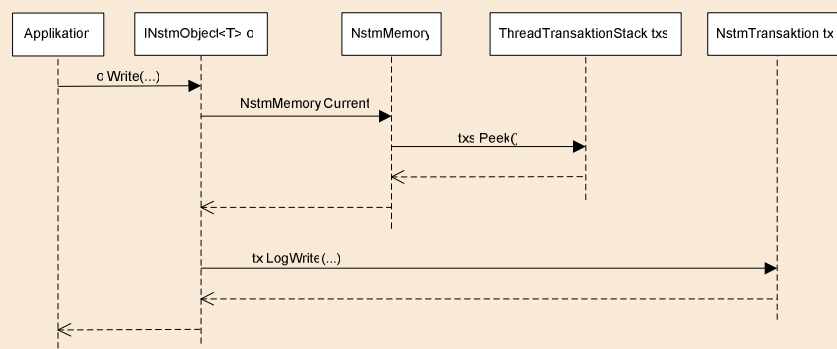 Applikation
INstmObject<T> o
NstmMemory
ThreadTransaktionStack txs
NstmTransaktion tx
o Write(...)
NstmMemory Current
txs Peek()
tx LogWrite(...)